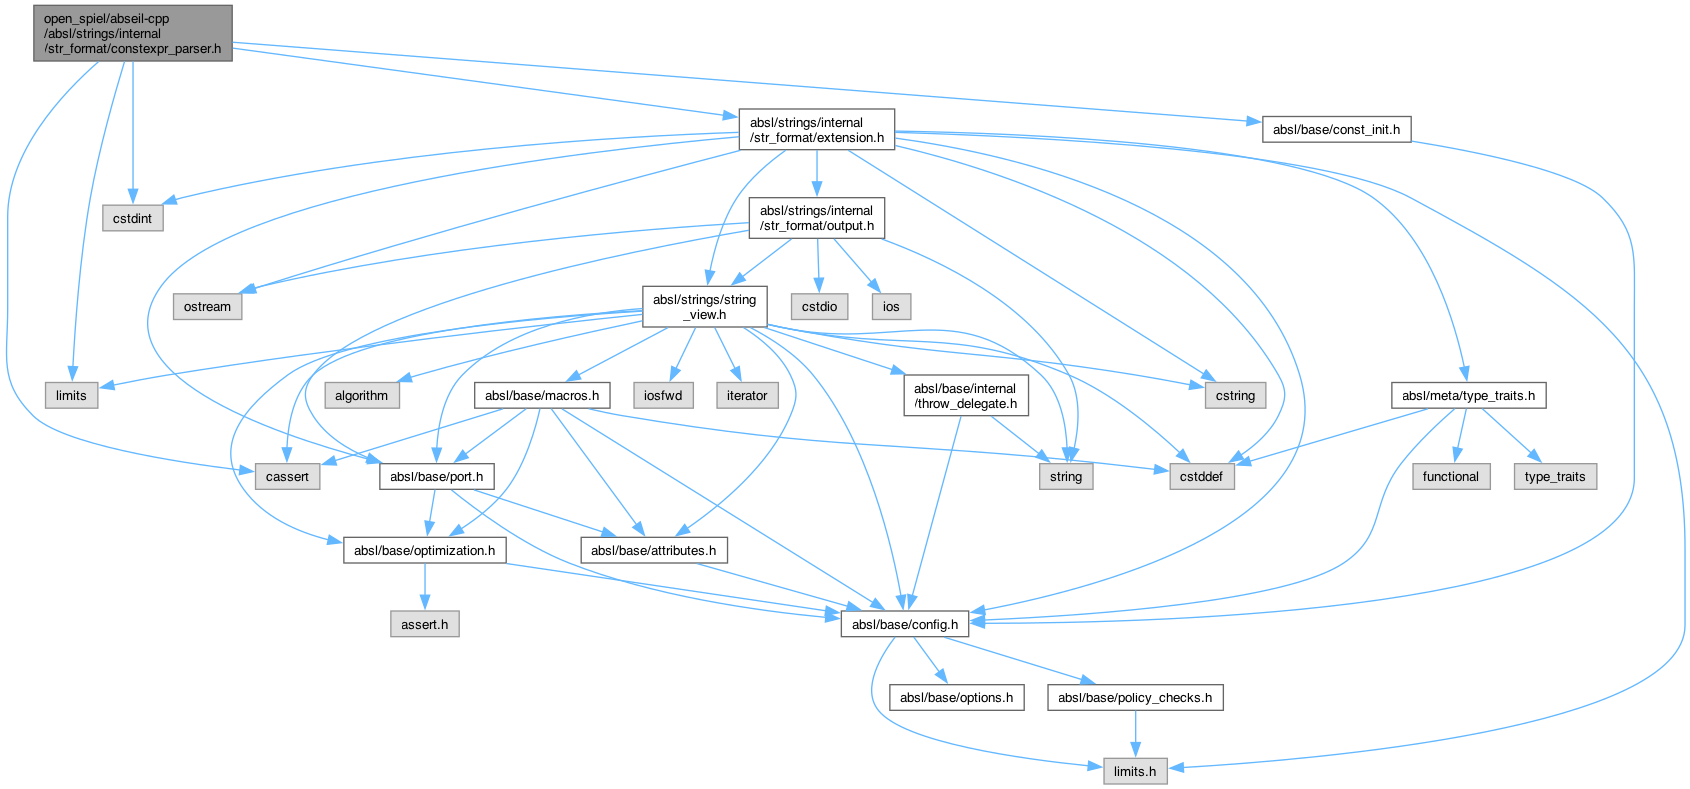 open_spiel/abseil-cpp
/absl/strings/internal
/str_format/constexpr_parser.h
absl/strings/internal
/str_format/extension.h
absl/base/const_init.h
cstdint
absl/strings/internal
/str_format/output.h
ostream
absl/strings/string
_view.h
cstdio
ios
limits
algorithm
absl/base/macros.h
iosfwd
iterator
absl/base/internal
/throw_delegate.h
cstring
absl/meta/type_traits.h
cassert
absl/base/port.h
string
cstddef
functional
type_traits
absl/base/optimization.h
absl/base/attributes.h
assert.h
absl/base/config.h
absl/base/options.h
absl/base/policy_checks.h
limits.h